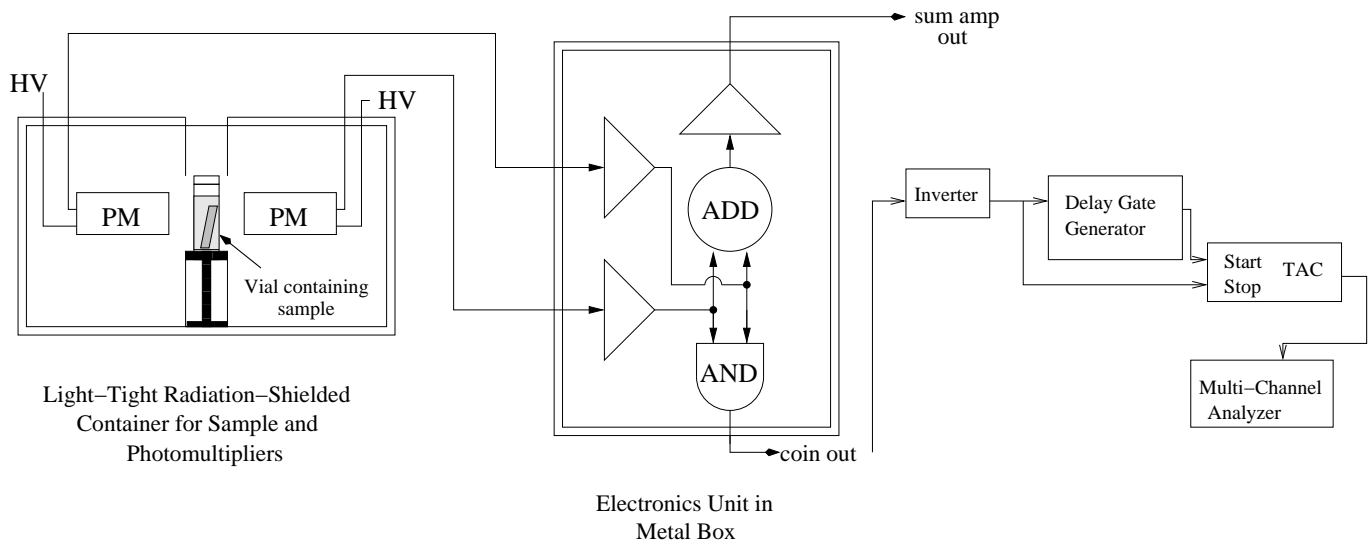 HV
HV
PM
PM
Vial containing
sample
Light−Tight Radiation−Shielded
Container for Sample and
Photomultipliers
sum amp
out
ADD
AND
coin out
Electronics Unit in
Metal Box
Inverter
Delay Gate
Generator
Start TAC
Stop
Multi−Channel
Analyzer